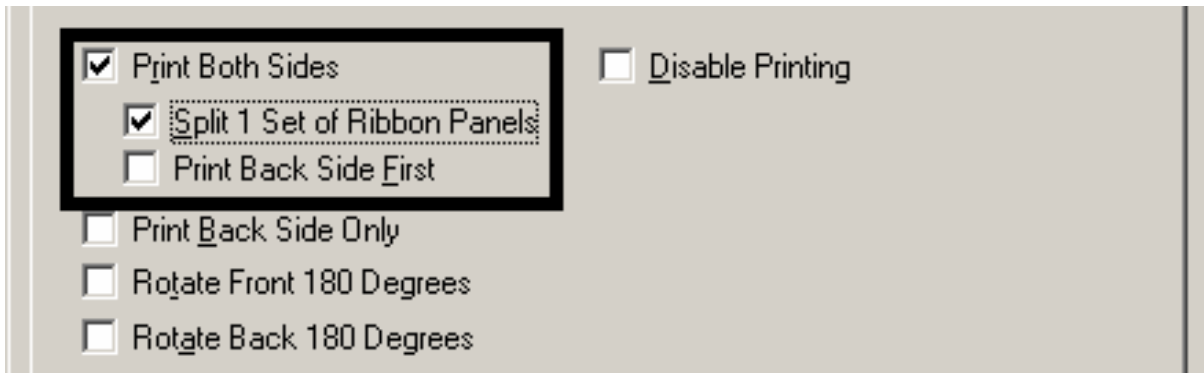 Print Both Sides
Disable Printing
Split 1 Set of Ribbon Panels
Print Back Side First
Print Back Side Only
Rotate Front 180 Degrees
Rotate Back 180 Degrees